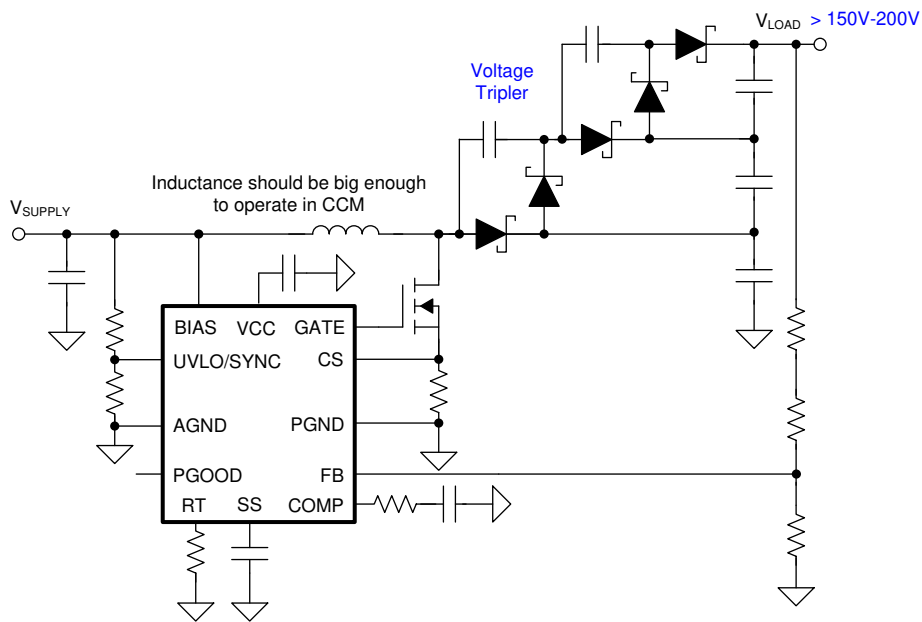 VLOAD > 150V-200V
Voltage
Tripler
Inductance should be big enough
to operate in CCM
VSUPPLY
BIAS VCC GATE
UVLO/SYNC CS
AGND PGND
PGOOD FB
RT SS COMP